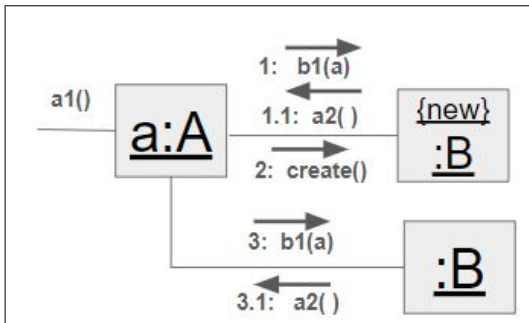 1: b1(a)
a1()
1.1: a2( )
{new}
a:A
:B
2: create()
3: b1(a)
:B
3.1: a2( )